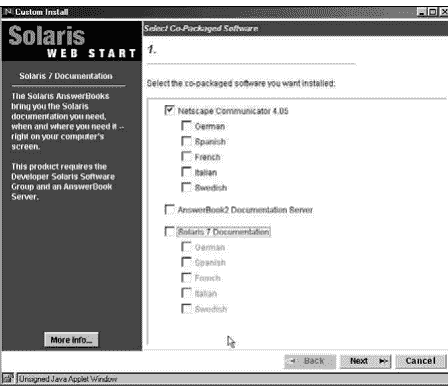 Custom Install
Solaris
WEB START
Solaris 7 Documentation
The Solaris AnswerBooks
bring you the Solaris
documentation you need,
when and where you need it --
right on your computer's
screen.
This product requires the
Developer Solaris Software
Group and an AnswerBook
Server.
More info...
Select Co-Packaged Software
1.
Select the co-packaged software you want installed:
Netscape Communicator 4.05
German
Spanish
French
Italian
Swedish
AnswerBook2 Documentation Server
Solaris 7 Documentation
German
Spanish
French
Italian
Swedish
Back
Next
Cancel
Unsigned Java Applet Window